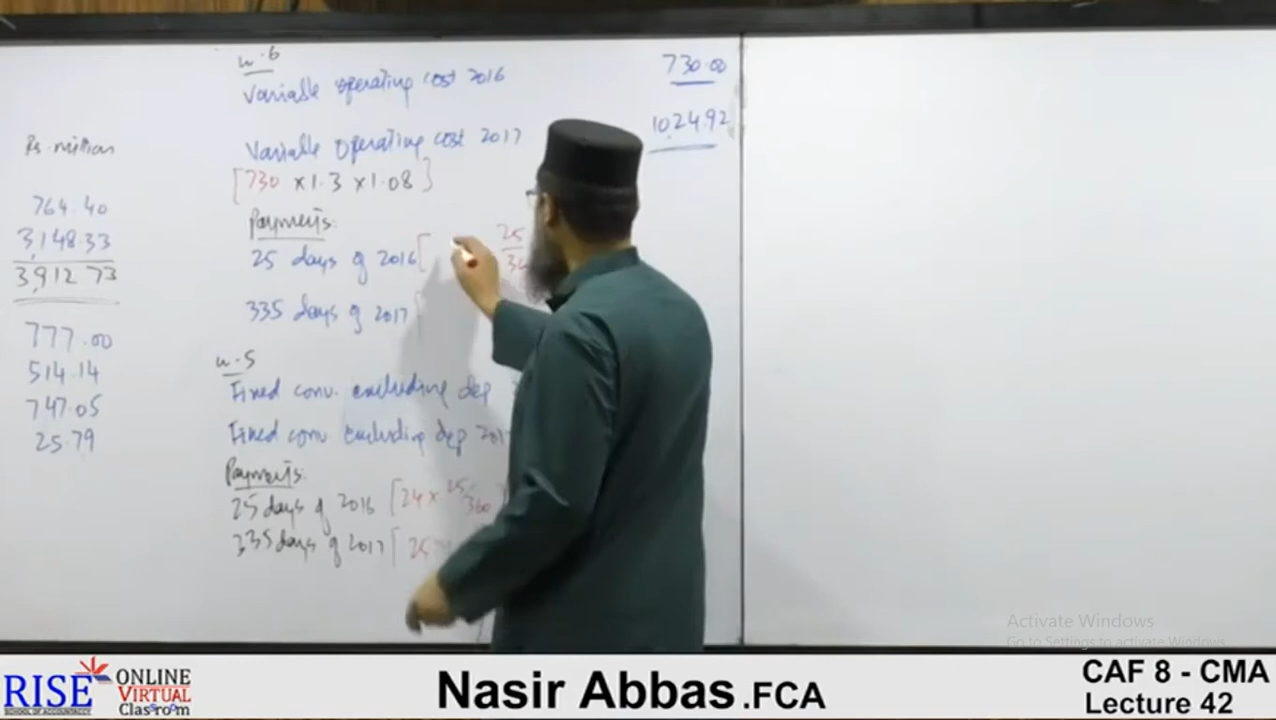 Rs. million
764.40
3,148.33
3,912.73
777.00
514.14
747.05
25.79
w.6
Variable operating cost 2016 730.00
Variable operating cost 2017 1024.92
[730 x 1.3 x 1.08]
Payments:
25 days of 2016 [ 25
335 days of 2017 [
w.5
Fixed conv. excluding dep
Fixed conv excluding dep
Payments:
25 days of 2016 [24 x 25/360
335 days of 2017 [
Activate Windows
Go to Settings to activate Windows.
RISE
SCHOOL OF ACCOUNTANCY
ONLINE
VIRTUAL
Classroom
Nasir Abbas .FCA
CAF 8 - CMA
Lecture 42